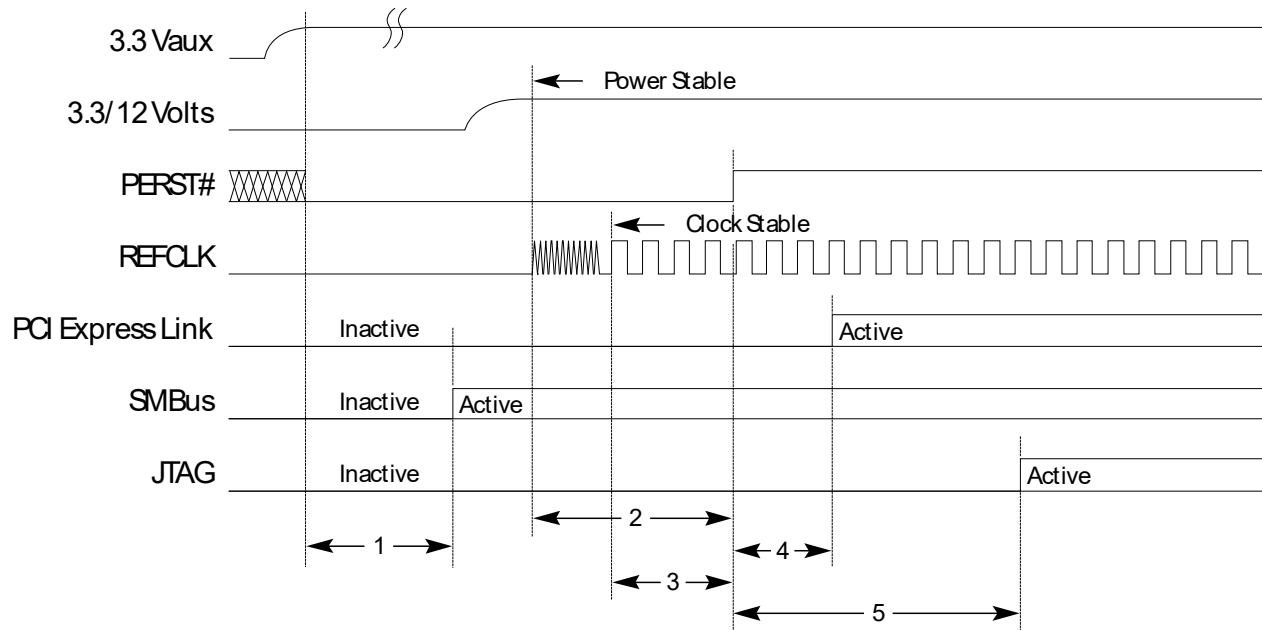 3.3 Vaux
Power Stable
3.3/12 Volts
PERST#
Clock Stable
REFCLK
PCI Express Link Inactive Active
SMBus Inactive Active
JTAG Inactive Active
2
1 4
3
5